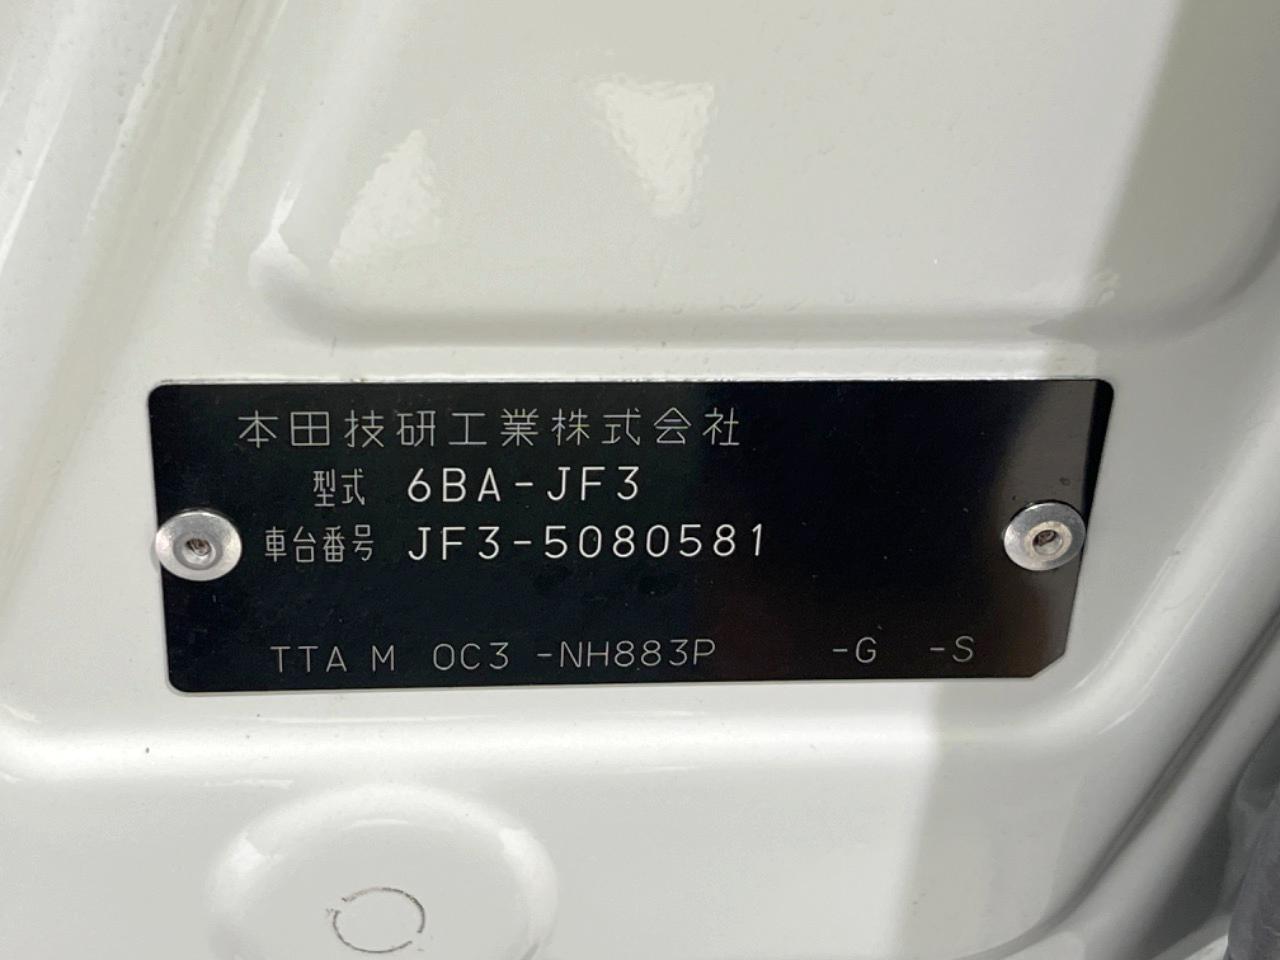 本田技研工業株式会社
型式 6BA-JF3
車台番号 JF3-5080581
TTA M 0C3 -NH883P -G -S